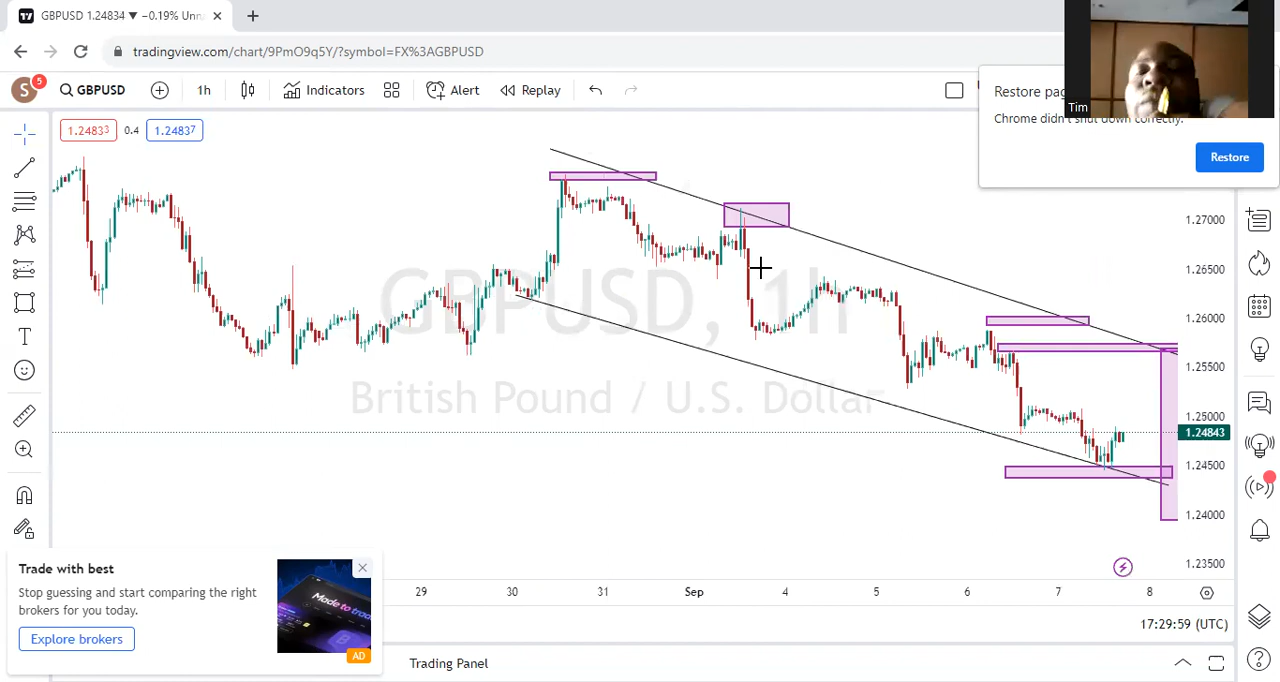 GBPUSD 1.24834 ▼ −0.19% Unn
tradingview.com/chart/9PmO9q5Y/?symbol=FX%3AGBPUSD
S 5 GBPUSD 1h Indicators Alert Replay
Restore
Tim
Chrome didn't shut down correctly.
Restore
1.24833 0.4 1.24837
GBPUSD, 1h
British Pound / U.S. Dollar
1.27000
1.26500
1.26000
1.25500
1.25000
1.24843
1.24500
1.24000
1.23500
T
Trade with best
Stop guessing and start comparing the right
brokers for you today.
Explore brokers
Made to trade
AD
29 30 31 Sep 4 5 6 7 8
17:29:59 (UTC)
Trading Panel